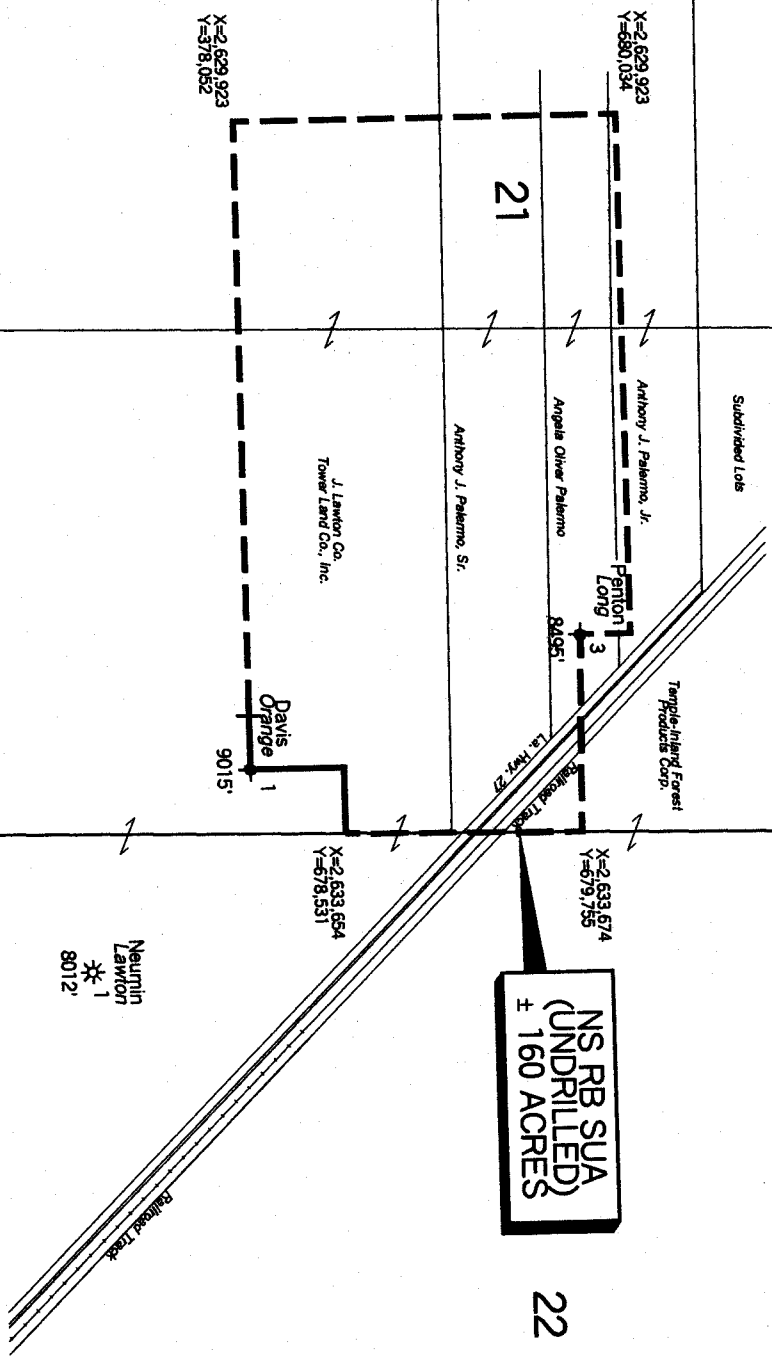 X=2,629,923
Y=680,034
X=2,629,923
Y=378,052
21
Subdivided Lots
Anthony J. Palermo, Jr.
Angela Oliver Palermo
Anthony J. Palermo, Sr.
J. Lawton Co.
Tower Land Co., Inc.
Penton
Long
3
8495'
Temple-Inland Forest
Products Corp.
La. Hwy. 27
Railroad Track
Davis
Orange
1
9015'
X=2,633,674
Y=679,755
X=2,633,654
Y=678,531
NS RB SUA
(UNDRILLED)
± 160 ACRES
22
Neumin
Lawton
1
8012'
Railroad Track